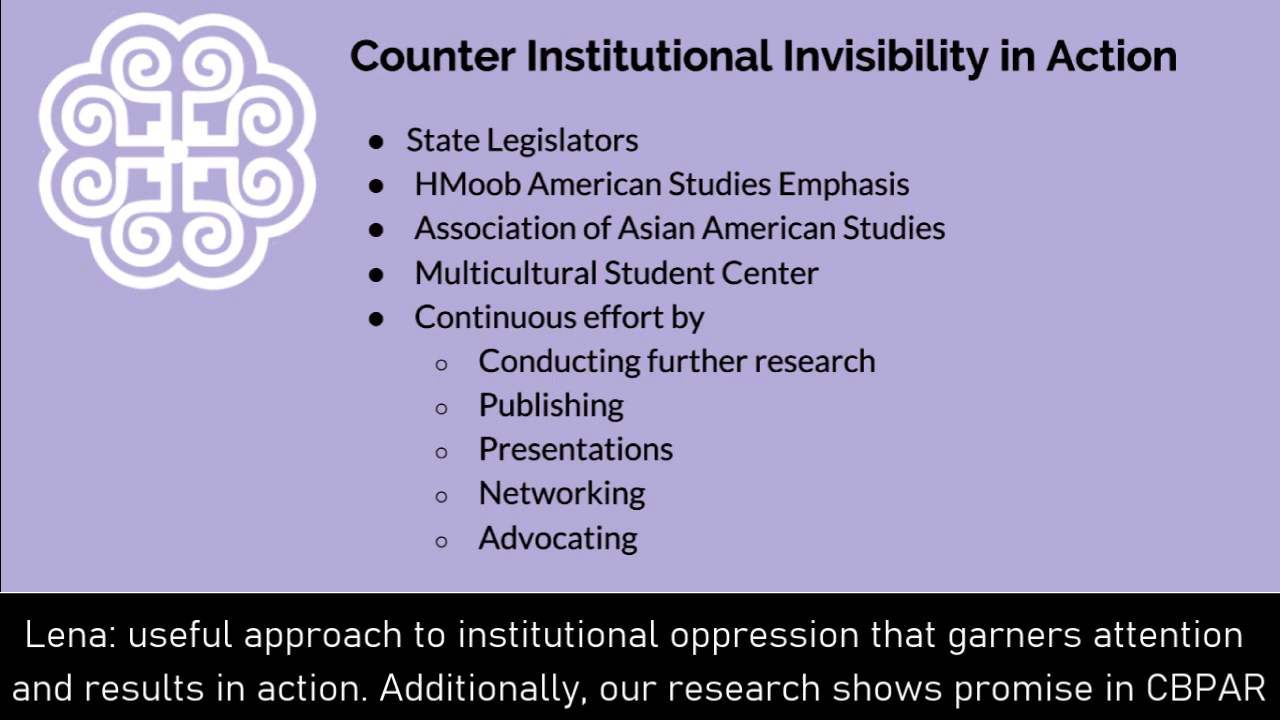 Counter Institutional Invisibility in Action
● State Legislators
● HMoob American Studies Emphasis
● Association of Asian American Studies
● Multicultural Student Center
● Continuous effort by
○ Conducting further research
○ Publishing
○ Presentations
○ Networking
○ Advocating
Lena: useful approach to institutional oppression that garners attention
and results in action. Additionally, our research shows promise in CBPAR